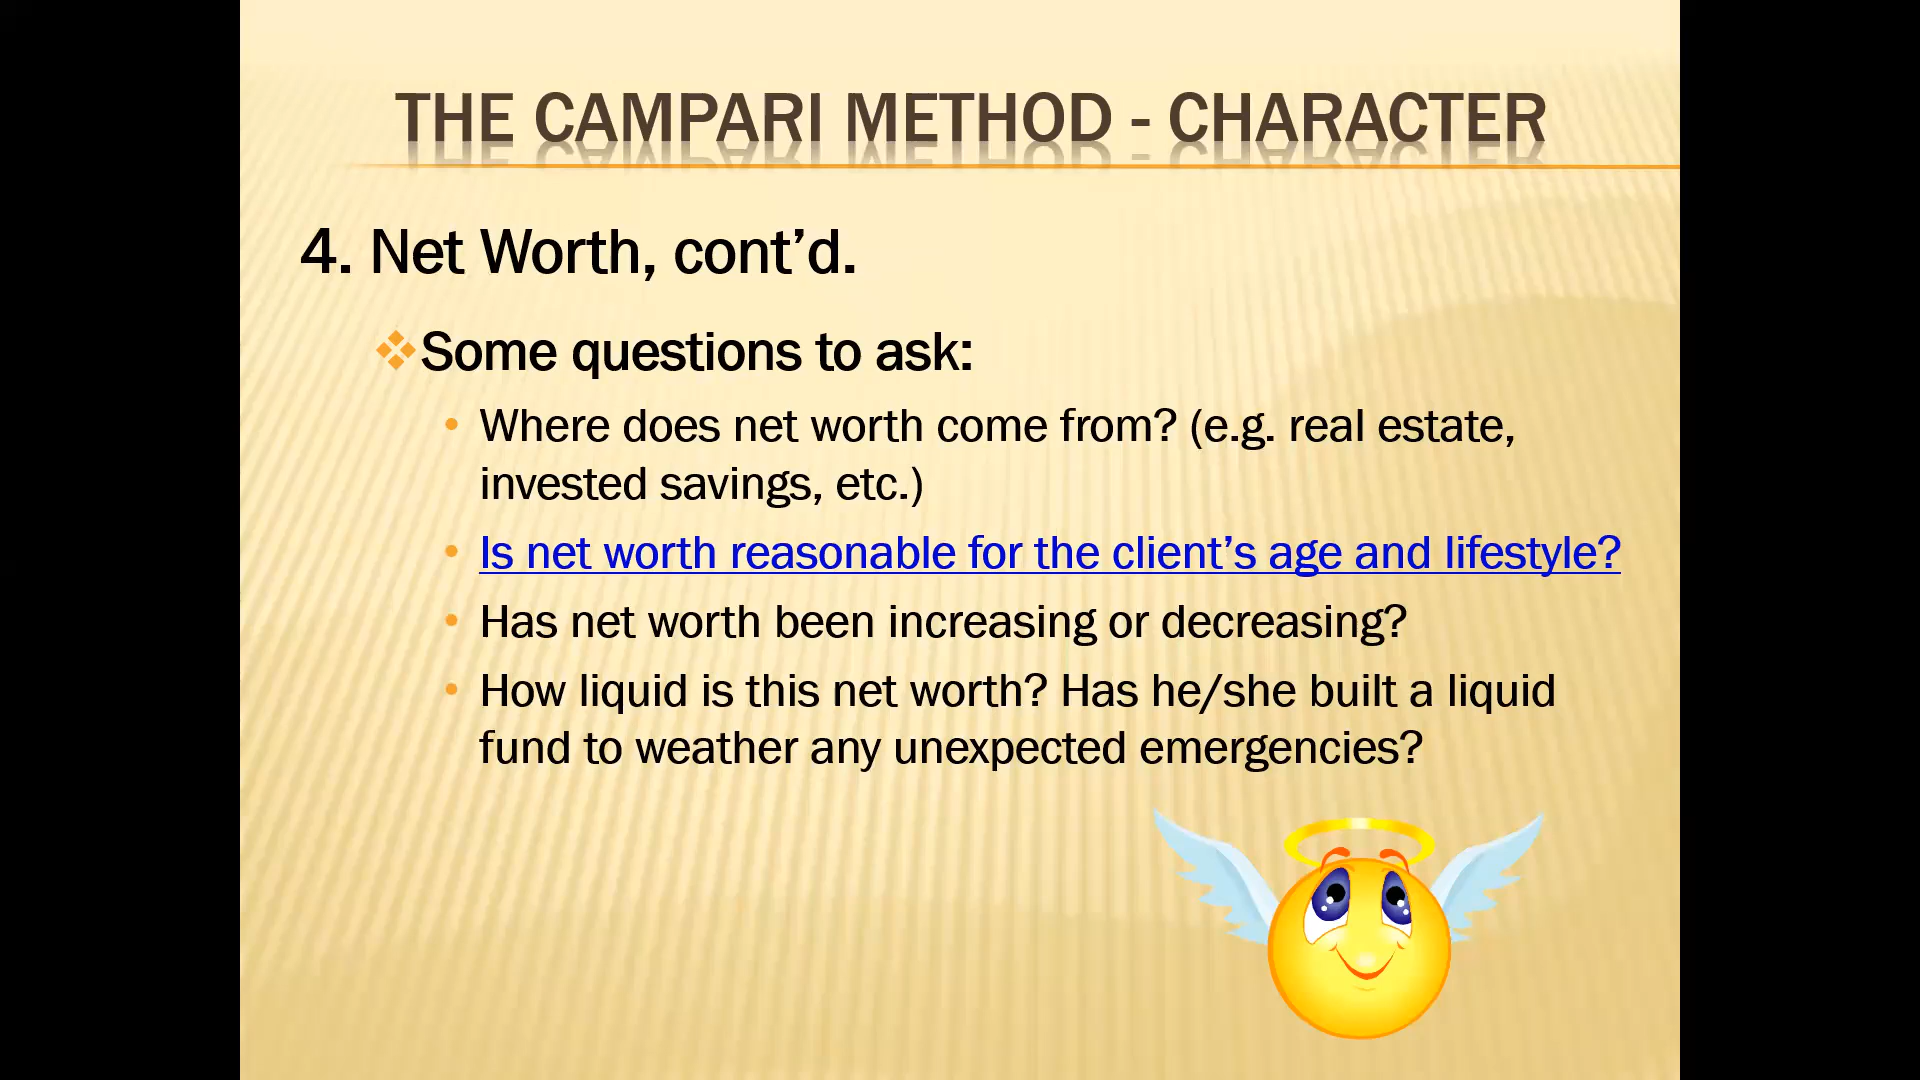 THE CAMPARI METHOD - CHARACTER
4. Net Worth, cont’d.
Some questions to ask:
• Where does net worth come from? (e.g. real estate,
invested savings, etc.)
• Is net worth reasonable for the client’s age and lifestyle?
• Has net worth been increasing or decreasing?
• How liquid is this net worth? Has he/she built a liquid
fund to weather any unexpected emergencies?